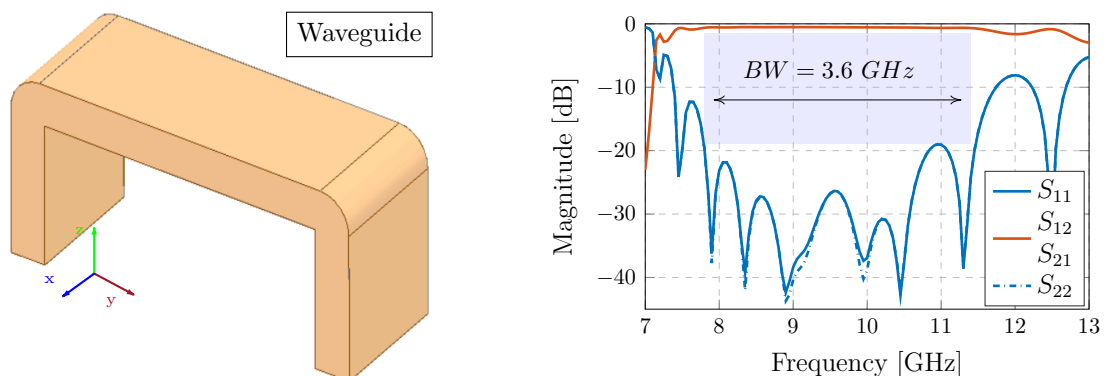 Waveguide
z
x
y
Magnitude [dB]
0
−10
−20
−30
−40
BW = 3.6 GHz
S11
S12
S21
S22
7
8
9
10
11
12
13
Frequency [GHz]